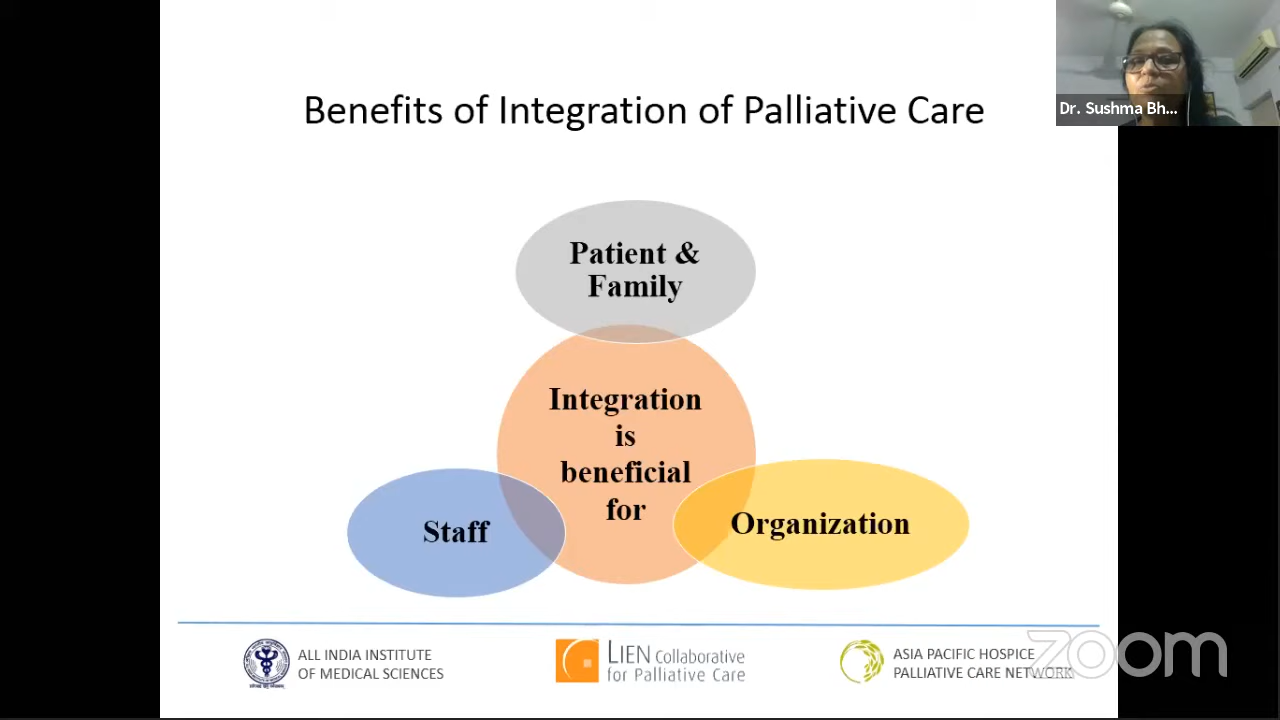 Benefits of Integration of Palliative Care
Dr. Sushma Bh...
Patient &
Family
Integration
is
beneficial
for
Staff
Organization
ALL INDIA INSTITUTE
OF MEDICAL SCIENCES
LIEN Collaborative
for Palliative Care
ASIA PACIFIC HOSPICE
PALLIATIVE CARE NETWORK
zoom